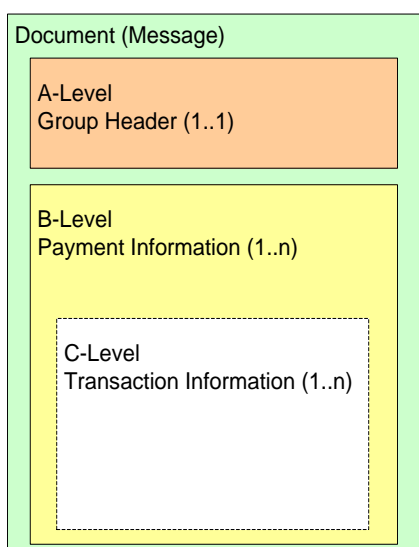 Document (Message)
A-Level
Group Header (1..1)
B-Level
Payment Information (1..n)
C-Level
Transaction Information (1..n)